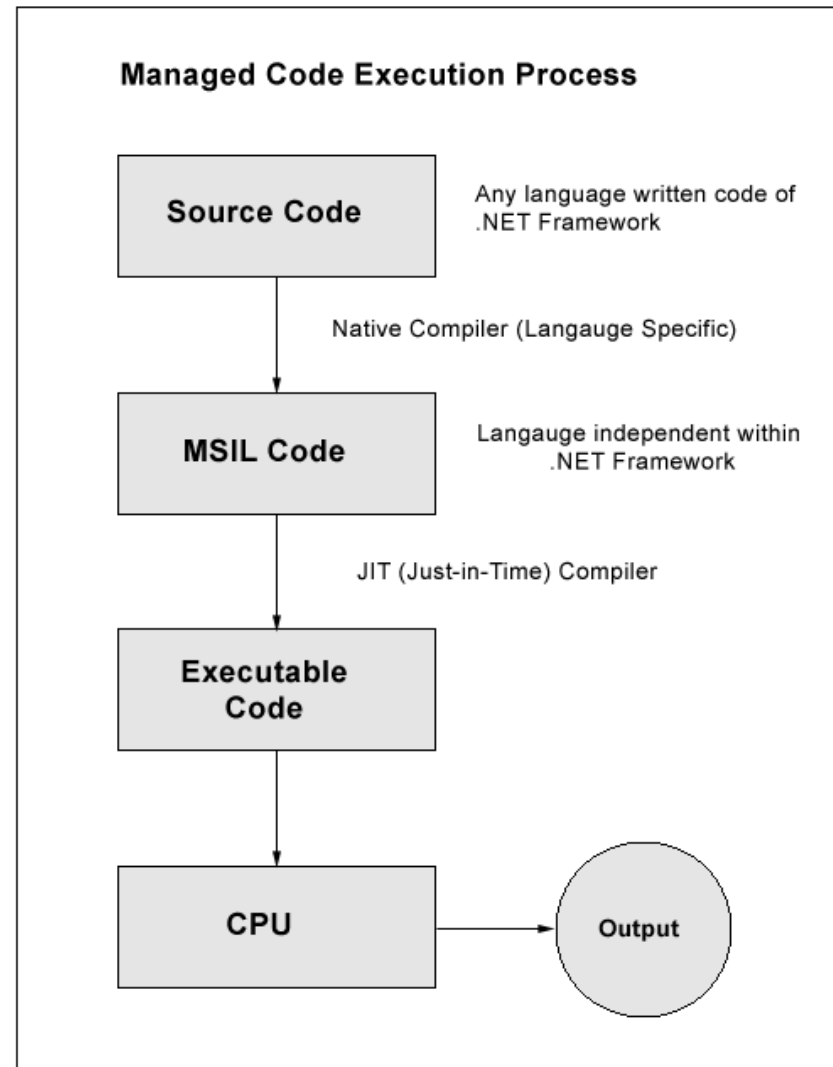 Managed Code Execution Process
Source Code
Any language written code of
.NET Framework
Native Compiler (Langauge Specific)
MSIL Code
Langauge independent within
.NET Framework
JIT (Just-in-Time) Compiler
Executable
Code
CPU
Output